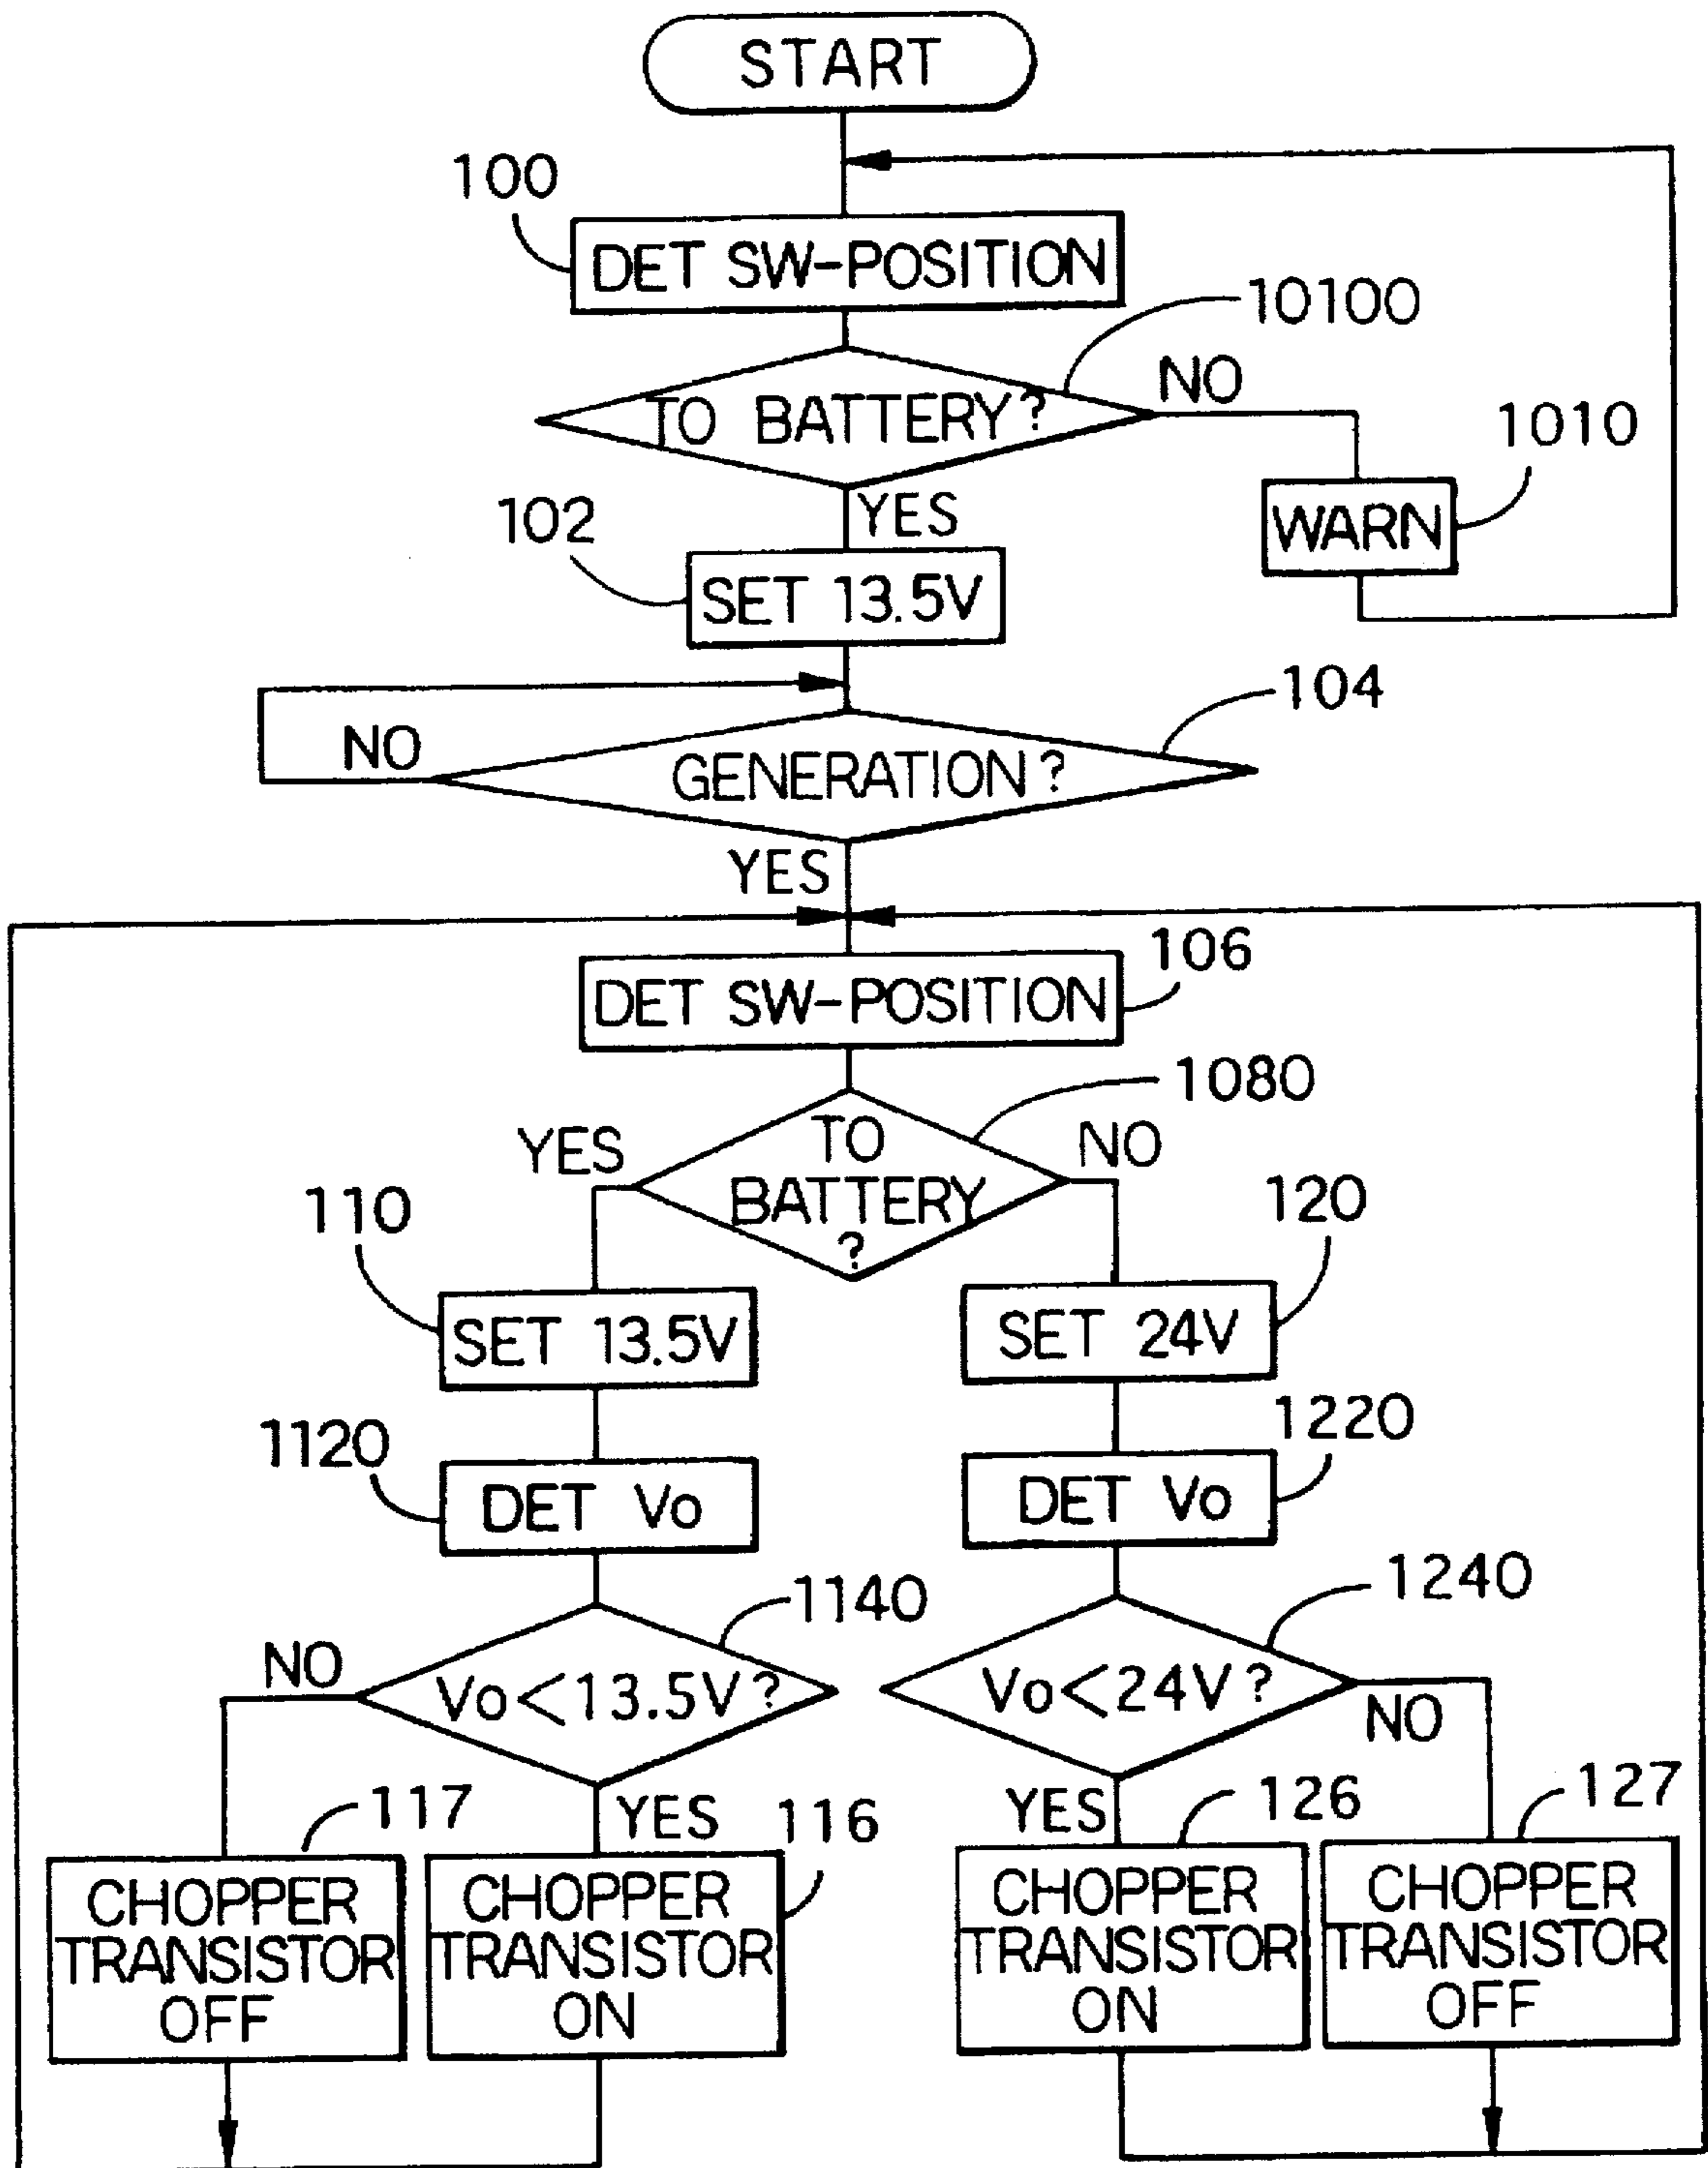 START
100
DET SW-POSITION
10100
TO BATTERY?
NO
1010
WARN
YES
102
SET 13.5V
104
NO
GENERATION?
YES
106
DET SW-POSITION
1080
YES
TO
BATTERY
?
NO
110
120
SET 13.5V
SET 24V
1120
1220
DET Vo
DET Vo
1140
1240
NO
Vo<13.5V?
Vo<24V?
NO
117
YES
116
YES
126
127
CHOPPER
TRANSISTOR
OFF
CHOPPER
TRANSISTOR
ON
CHOPPER
TRANSISTOR
ON
CHOPPER
TRANSISTOR
OFF